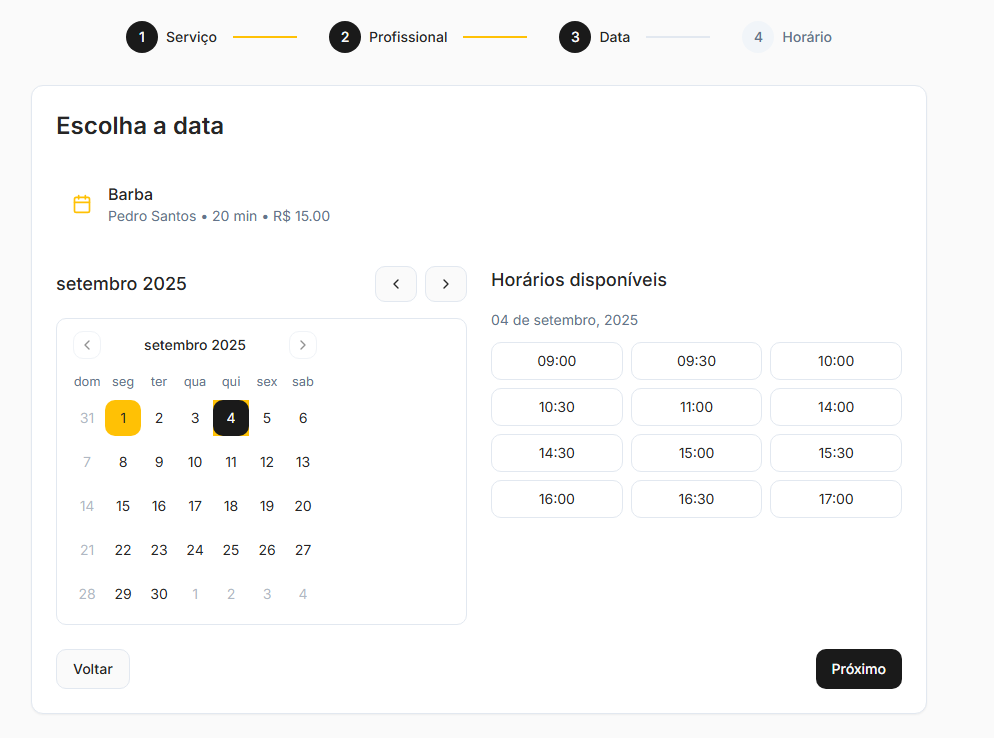 1 Serviço 2 Profissional 3 Data 4 Horário
Escolha a data
Barba
Pedro Santos • 20 min • R$ 15.00
setembro 2025
setembro 2025
dom seg ter qua qui sex sab
31 1 2 3 4 5 6
7 8 9 10 11 12 13
14 15 16 17 18 19 20
21 22 23 24 25 26 27
28 29 30 1 2 3 4
Horários disponíveis
04 de setembro, 2025
09:00 09:30 10:00
10:30 11:00 14:00
14:30 15:00 15:30
16:00 16:30 17:00
Voltar Próximo